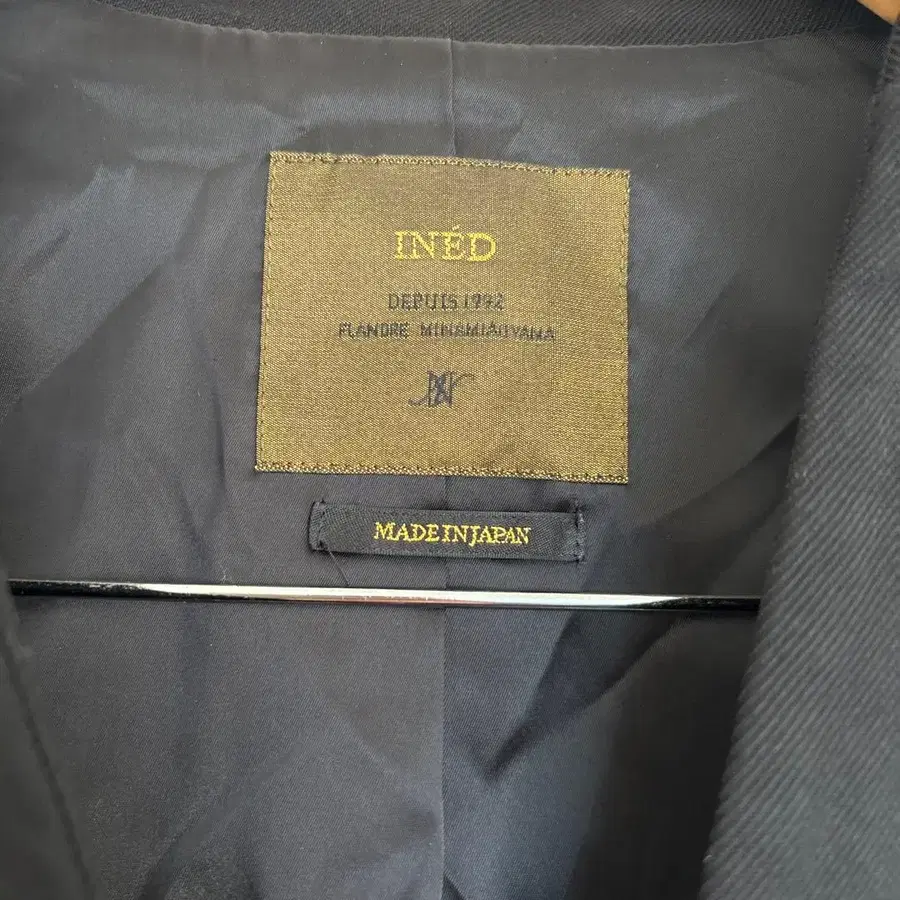 INÉD
DEPUIS 1992
FLANDRE MINAMIAOYAMA
MADE IN JAPAN